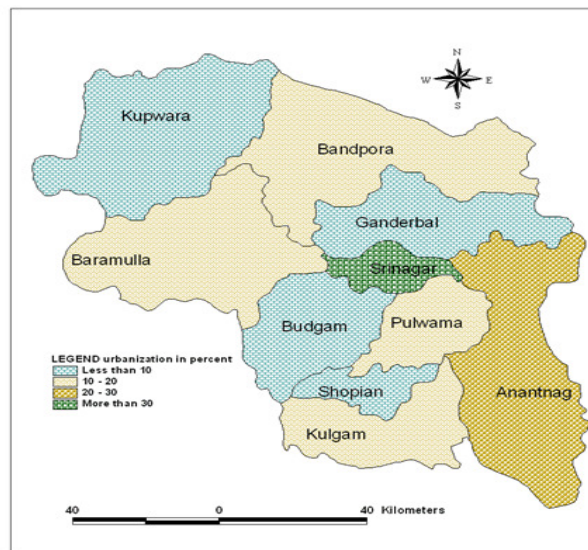 N
W E
S
Kupwara
Bandpora
Ganderbal
Baramulla
Srinagar
Budgam
Pulwama
LEGEND urbanization in percent
Less than 10
10 - 20
20 - 30
More than 30
Shopian
Anantnag
Kulgam
40 0 40 Kilometers